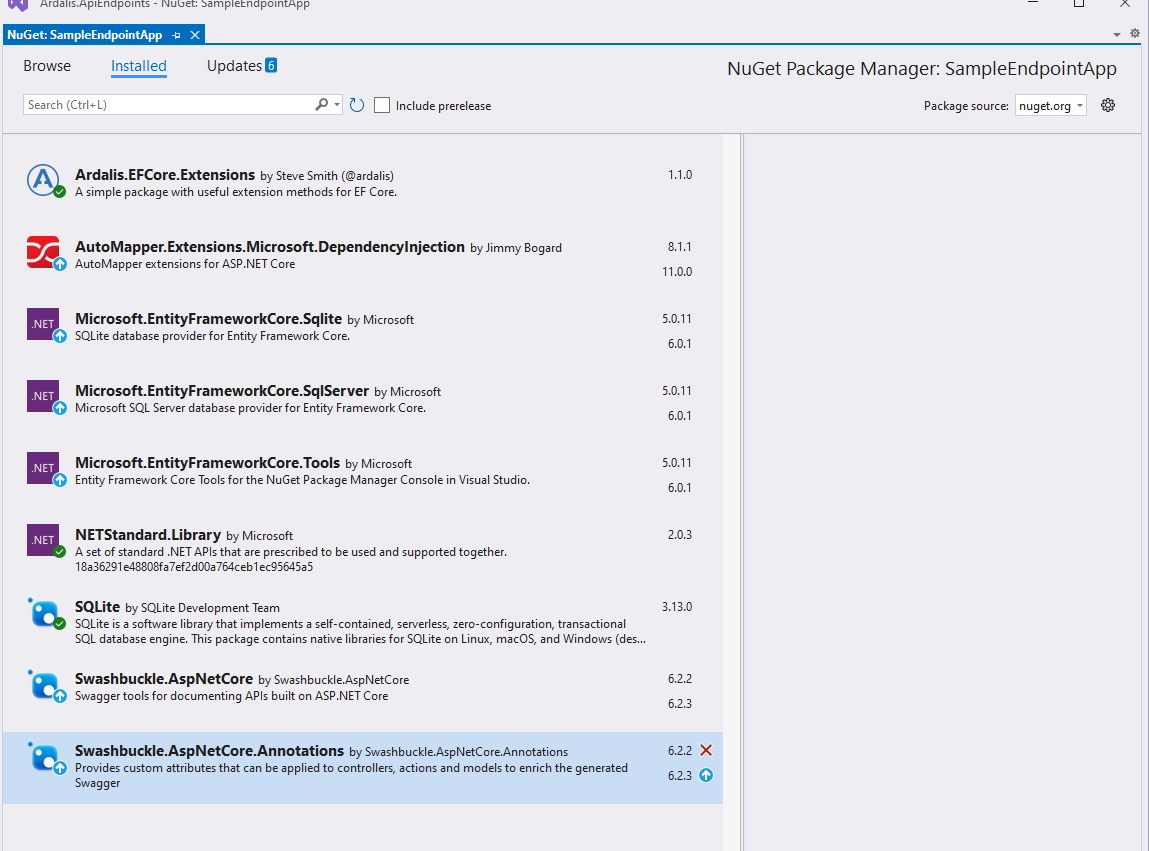 Ardalis.ApiEndpoints - NuGet: SampleEndpointApp
NuGet: SampleEndpointApp
Browse Installed Updates 6
NuGet Package Manager: SampleEndpointApp
Search (Ctrl+L) Include prerelease
Package source: nuget.org
Ardalis.EFCore.Extensions by Steve Smith (@ardalis) 1.1.0
A simple package with useful extension methods for EF Core.
AutoMapper.Extensions.Microsoft.DependencyInjection by Jimmy Bogard 8.1.1
AutoMapper extensions for ASP.NET Core
11.0.0
.NET
Microsoft.EntityFrameworkCore.Sqlite by Microsoft 5.0.11
SQLite database provider for Entity Framework Core.
6.0.1
.NET
Microsoft.EntityFrameworkCore.SqlServer by Microsoft 5.0.11
Microsoft SQL Server database provider for Entity Framework Core.
6.0.1
.NET
Microsoft.EntityFrameworkCore.Tools by Microsoft 5.0.11
Entity Framework Core Tools for the NuGet Package Manager Console in Visual Studio.
6.0.1
.NET
NETStandard.Library by Microsoft 2.0.3
A set of standard .NET APIs that are prescribed to be used and supported together.
18a36291e48808fa7ef2d00a764ceb1ec95645a5
SQLite by SQLite Development Team 3.13.0
SQLite is a software library that implements a self-contained, serverless, zero-configuration, transactional
SQL database engine. This package contains native libraries for SQLite on Linux, macOS, and Windows (des...
Swashbuckle.AspNetCore by Swashbuckle.AspNetCore 6.2.2
Swagger tools for documenting APIs built on ASP.NET Core
6.2.3
Swashbuckle.AspNetCore.Annotations by Swashbuckle.AspNetCore.Annotations 6.2.2
Provides custom attributes that can be applied to controllers, actions and models to enrich the generated
6.2.3
Swagger